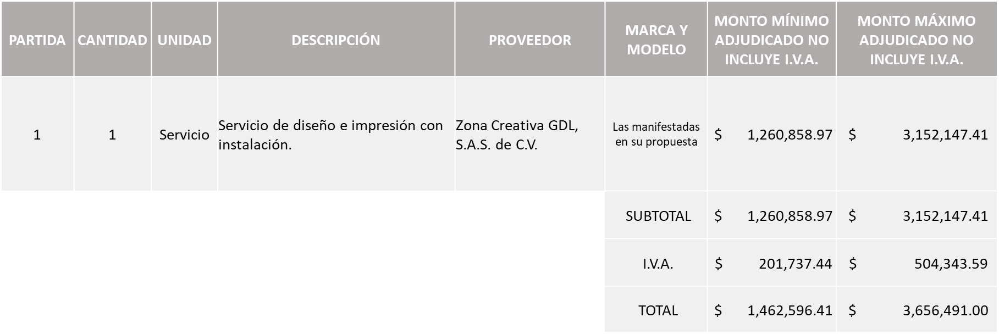 PARTIDA CANTIDAD UNIDAD DESCRIPCIÓN PROVEEDOR MARCA Y MODELO MONTO MÍNIMO ADJUDICADO NO INCLUYE I.V.A. MONTO MÁXIMO ADJUDICADO NO INCLUYE I.V.A.
1 1 Servicio Servicio de diseño e impresión con instalación. Zona Creativa GDL, S.A.S. de C.V. Las manifestadas en su propuesta $ 1,260,858.97 $ 3,152,147.41
SUBTOTAL $ 1,260,858.97 $ 3,152,147.41
I.V.A. $ 201,737.44 $ 504,343.59
TOTAL $ 1,462,596.41 $ 3,656,491.00